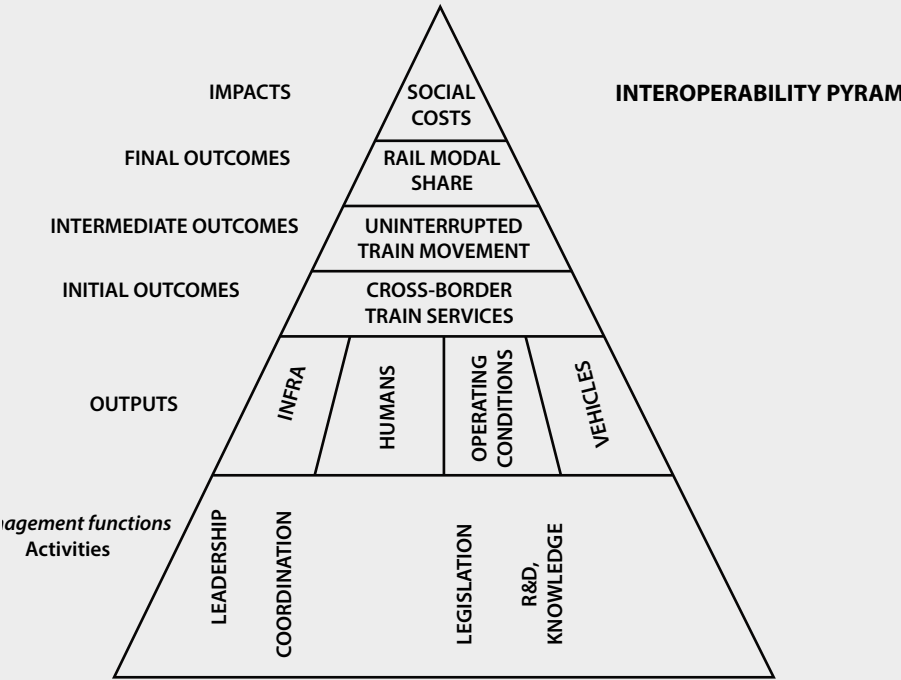 IMPACTS
SOCIAL
COSTS
INTEROPERABILITY PYRAM
FINAL OUTCOMES
RAIL MODAL
SHARE
INTERMEDIATE OUTCOMES
UNINTERRUPTED
TRAIN MOVEMENT
INITIAL OUTCOMES
CROSS-BORDER
TRAIN SERVICES
OUTPUTS
INFRA
HUMANS
OPERATING
CONDITIONS
VEHICLES
agement functions
Activities
LEADERSHIP
COORDINATION
LEGISLATION
R&D,
KNOWLEDGE